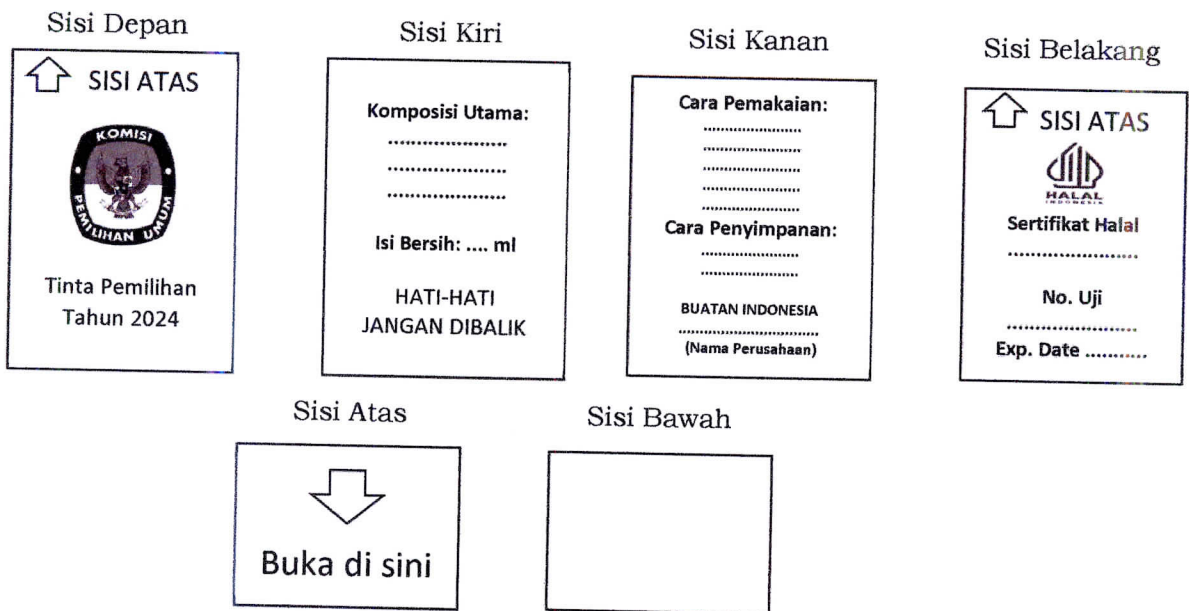 Sisi Depan
SISI ATAS
KOMISI
PEMILIHAN UMUM
Tinta Pemilihan
Tahun 2024
Sisi Kiri
Komposisi Utama:
....................
....................
....................
Isi Bersih: .... ml
HATI-HATI
JANGAN DIBALIK
Sisi Kanan
Cara Pemakaian:
.......................
.......................
.......................
.......................
.......................
Cara Penyimpanan:
.......................
.......................
BUATAN INDONESIA
.................................
(Nama Perusahaan)
Sisi Belakang
SISI ATAS
HALAL
INDONESIA
Sertifikat Halal
.......................
No. Uji
.......................
Exp. Date ...........
Sisi Atas
Buka di sini
Sisi Bawah